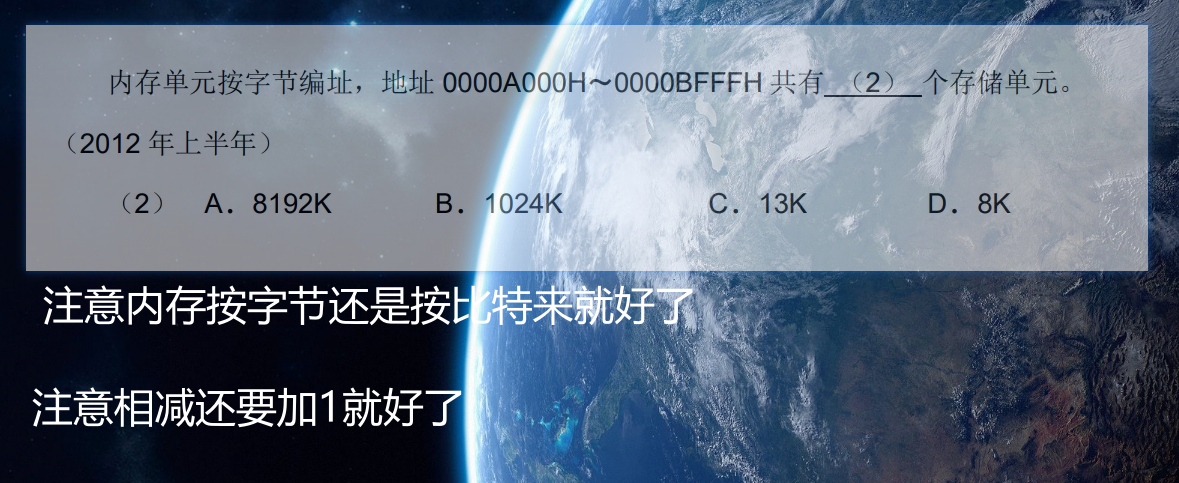 内存单元按字节编址，地址 0000A000H～0000BFFFH 共有 （2） 个存储单元。
（2012 年上半年）
（2） A．8192K B．1024K C．13K D．8K
注意内存按字节还是按比特来就好了
注意相减还要加1就好了